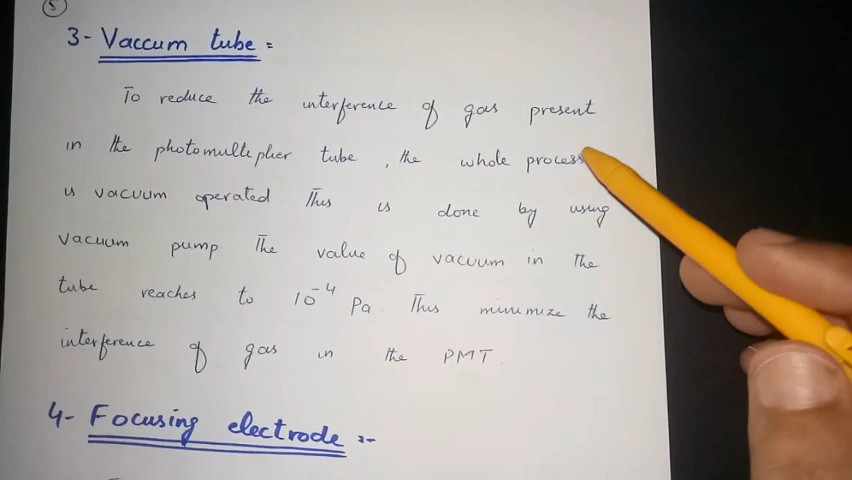 5
3- Vaccum tube =
To reduce the interference of gas present
in the photomultiplier tube, the whole process
is vacuum operated. This is done by using
vacuum pump. The value of vacuum in the
tube reaches to 10⁻⁴ Pa. This minimize the
interference of gas in the PMT.
4- Focusing electrode :-